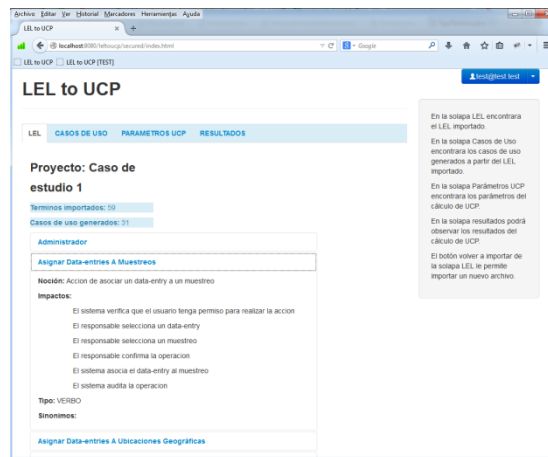 Archivo Editar Ver Historial Marcadores Herramientas Ayuda
LEL to UCP
localhost:8080/leltoucp/secured/index.html
Google
LEL to UCP LEL to UCP [TEST]
test@test.test
LEL to UCP
LEL CASOS DE USO PARAMETROS UCP RESULTADOS
Proyecto: Caso de
estudio 1
Terminos importados: 59
Casos de uso generados: 31
Administrador
Asignar Data-entries A Muestreos
Noción: Accion de asociar un data-entry a un muestreo
Impactos:
El sistema verifica que el usuario tenga permiso para realizar la accion
El responsable selecciona un data-entry
El responsable selecciona un muestreo
El responsable confirma la operacion
El sistema asocia el data-entry al muestreo
El sistema audita la operacion
Tipo: VERBO
Sinonimos:
Asignar Data-entries A Ubicaciones Geográficas
En la solapa LEL encontrara
el LEL importado.
En la solapa Casos de Uso
encontrara los casos de uso
generados a partir del LEL
importado.
En la solapa Parámetros UCP
encontrara los parámetros del
cálculo de UCP.
En la solapa resultados podrá
observar los resultados del
cálculo de UCP.
El botón volver a importar de
la solapa LEL le permite
importar un nuevo archivo.